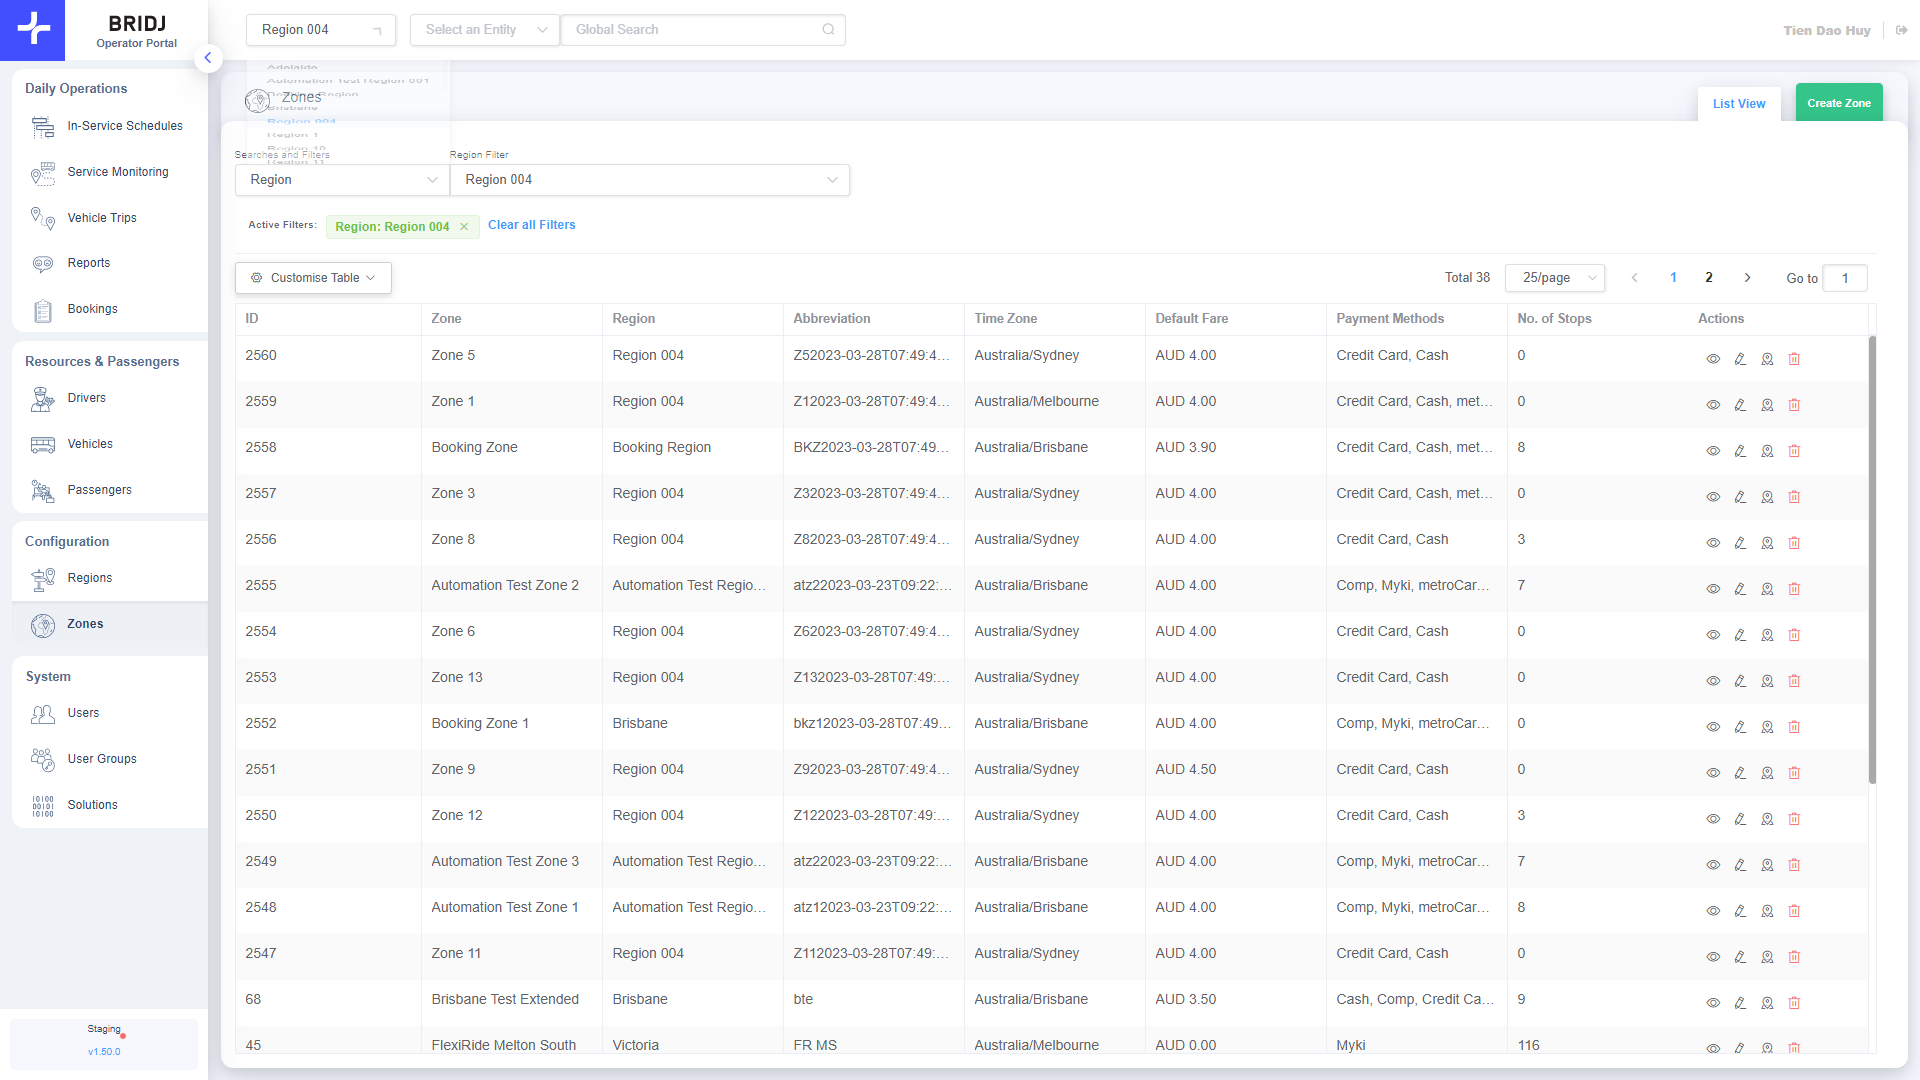 BRIDJ
Operator Portal
Region 004
Select an Entity
Global Search
Tien Dao Huy
Daily Operations
In-Service Schedules
Service Monitoring
Vehicle Trips
Reports
Bookings
Resources & Passengers
Drivers
Vehicles
Passengers
Configuration
Regions
Zones
System
Users
User Groups
Solutions
Staging
v1.50.0
Adelaide
Automation Test Region 001
Booking Region
Brisbane
Region 004
Region 1
Region 10
Region 11
Zones
List View
Create Zone
Searches and Filters
Region Filter
Region
Region 004
Active Filters: Region: Region 004 Clear all Filters
Customise Table
Total 38 25/page 1 2 Go to 1
ID Zone Region Abbreviation Time Zone Default Fare Payment Methods No. of Stops Actions
2560 Zone 5 Region 004 Z52023-03-28T07:49:4... Australia/Sydney AUD 4.00 Credit Card, Cash 0
2559 Zone 1 Region 004 Z12023-03-28T07:49:4... Australia/Melbourne AUD 4.00 Credit Card, Cash, met... 0
2558 Booking Zone Booking Region BKZ2023-03-28T07:49... Australia/Brisbane AUD 3.90 Credit Card, Cash, met... 8
2557 Zone 3 Region 004 Z32023-03-28T07:49:4... Australia/Sydney AUD 4.00 Credit Card, Cash, met... 0
2556 Zone 8 Region 004 Z82023-03-28T07:49:4... Australia/Sydney AUD 4.00 Credit Card, Cash 3
2555 Automation Test Zone 2 Automation Test Regio... atz22023-03-23T09:22:... Australia/Brisbane AUD 4.00 Comp, Myki, metroCar... 7
2554 Zone 6 Region 004 Z62023-03-28T07:49:4... Australia/Sydney AUD 4.00 Credit Card, Cash 0
2553 Zone 13 Region 004 Z132023-03-28T07:49:... Australia/Sydney AUD 4.00 Credit Card, Cash 0
2552 Booking Zone 1 Brisbane bkz12023-03-28T07:49... Australia/Brisbane AUD 4.00 Comp, Myki, metroCar... 0
2551 Zone 9 Region 004 Z92023-03-28T07:49:4... Australia/Sydney AUD 4.50 Credit Card, Cash 0
2550 Zone 12 Region 004 Z122023-03-28T07:49:... Australia/Sydney AUD 4.00 Credit Card, Cash 3
2549 Automation Test Zone 3 Automation Test Regio... atz22023-03-23T09:22:... Australia/Brisbane AUD 4.00 Comp, Myki, metroCar... 7
2548 Automation Test Zone 1 Automation Test Regio... atz12023-03-23T09:22:... Australia/Brisbane AUD 4.00 Comp, Myki, metroCar... 8
2547 Zone 11 Region 004 Z112023-03-28T07:49:... Australia/Sydney AUD 4.00 Credit Card, Cash 0
68 Brisbane Test Extended Brisbane bte Australia/Brisbane AUD 3.50 Cash, Comp, Credit Ca... 9
45 FlexiRide Melton South Victoria FR MS Australia/Melbourne AUD 0.00 Myki 116